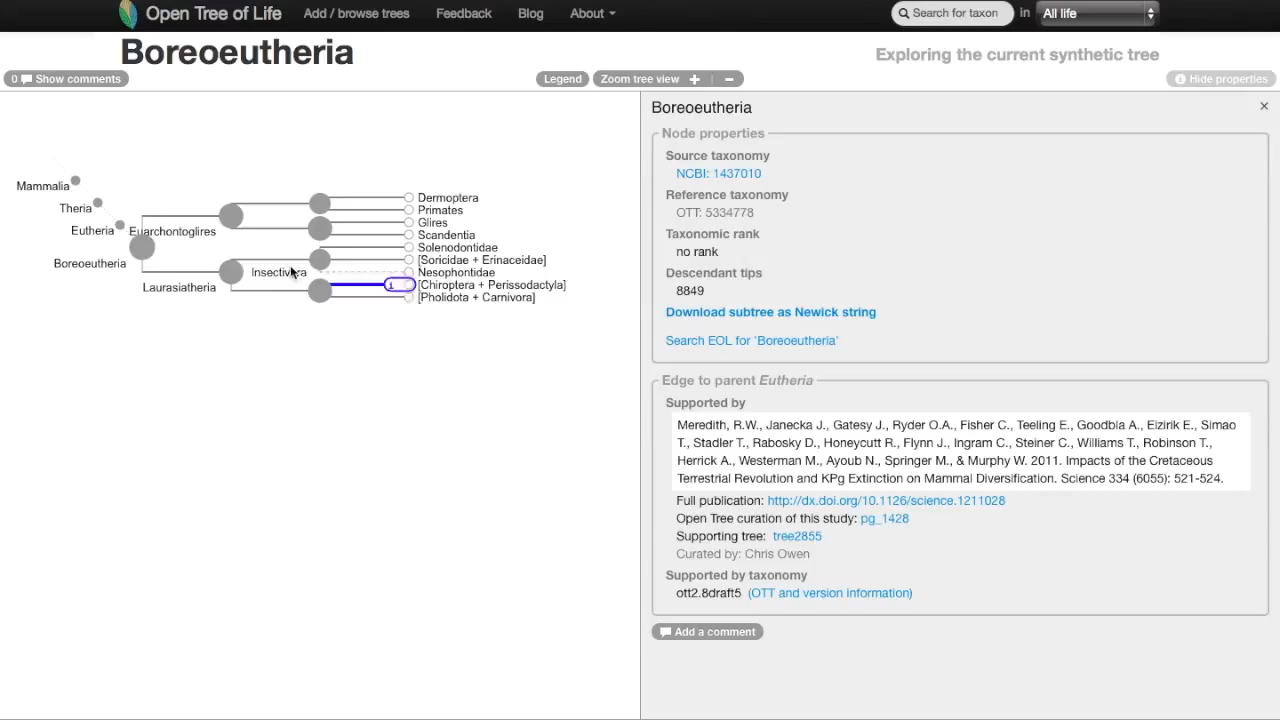 Open Tree of Life
Add / browse trees
Feedback
Blog
About
Search for taxon
in
All life
Boreoeutheria
Exploring the current synthetic tree
0 Show comments
Legend
Zoom tree view + | −
Hide properties
Mammalia
Theria
Eutheria
Boreoeutheria
Euarchontoglires
Laurasiatheria
Insectivora
Dermoptera
Primates
Glires
Scandentia
Solenodontidae
[Soricidae + Erinaceidae]
Nesophontidae
i
[Chiroptera + Perissodactyla]
[Pholidota + Carnivora]
Boreoeutheria
×
Node properties
Source taxonomy
NCBI: 1437010
Reference taxonomy
OTT: 5334778
Taxonomic rank
no rank
Descendant tips
8849
Download subtree as Newick string
Search EOL for 'Boreoeutheria'
Edge to parent Eutheria
Supported by
Meredith, R.W., Janecka J., Gatesy J., Ryder O.A., Fisher C., Teeling E., Goodbla A., Eizirik E., Simao
T., Stadler T., Rabosky D., Honeycutt R., Flynn J., Ingram C., Steiner C., Williams T., Robinson T.,
Herrick A., Westerman M., Ayoub N., Springer M., & Murphy W. 2011. Impacts of the Cretaceous
Terrestrial Revolution and KPg Extinction on Mammal Diversification. Science 334 (6055): 521-524.
Full publication: http://dx.doi.org/10.1126/science.1211028
Open Tree curation of this study: pg_1428
Supporting tree: tree2855
Curated by: Chris Owen
Supported by taxonomy
ott2.8draft5 (OTT and version information)
Add a comment